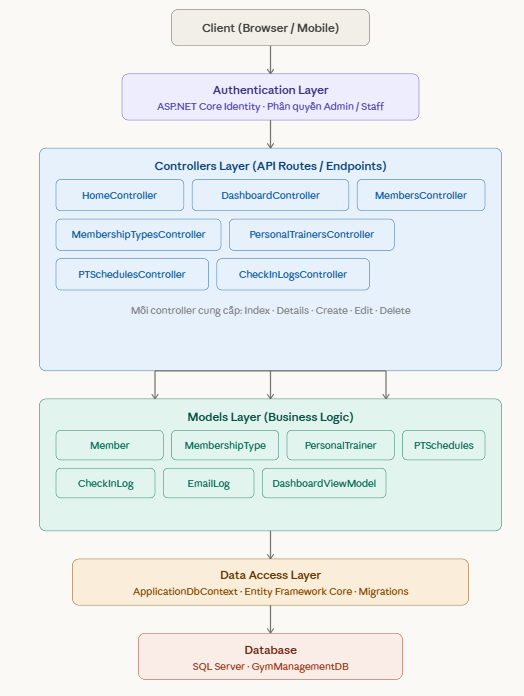 Client (Browser / Mobile)
Authentication Layer
ASP.NET Core Identity · Phân quyền Admin / Staff
Controllers Layer (API Routes / Endpoints)
HomeController
DashboardController
MembersController
MembershipTypesController
PersonalTrainersController
PTSchedulesController
CheckInLogsController
Mỗi controller cung cấp: Index · Details · Create · Edit · Delete
Models Layer (Business Logic)
Member
MembershipType
PersonalTrainer
PTSchedules
CheckInLog
EmailLog
DashboardViewModel
Data Access Layer
ApplicationDbContext · Entity Framework Core · Migrations
Database
SQL Server · GymManagementDB